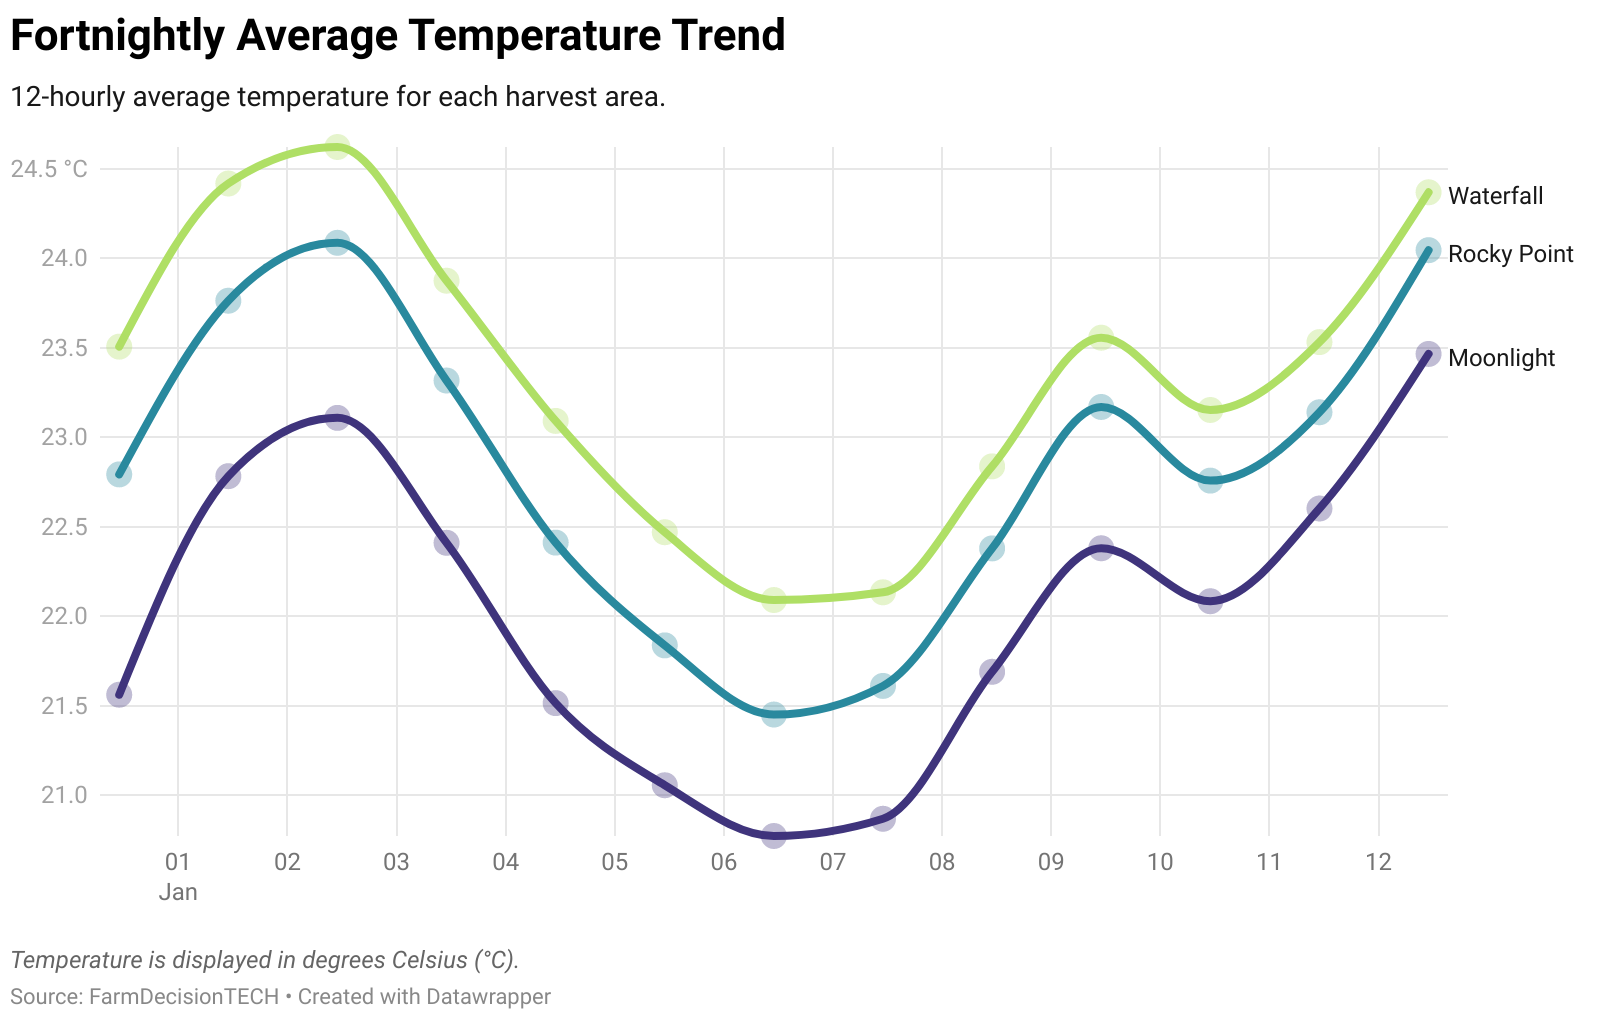 Fortnightly Average Temperature Trend
12-hourly average temperature for each harvest area.
24.5 °C
24.0
23.5
23.0
22.5
22.0
21.5
21.0
Waterfall
Rocky Point
Moonlight
01 02 03 04 05 06 07 08 09 10 11 12
Jan
Temperature is displayed in degrees Celsius (°C).
Source: FarmDecisionTECH • Created with Datawrapper